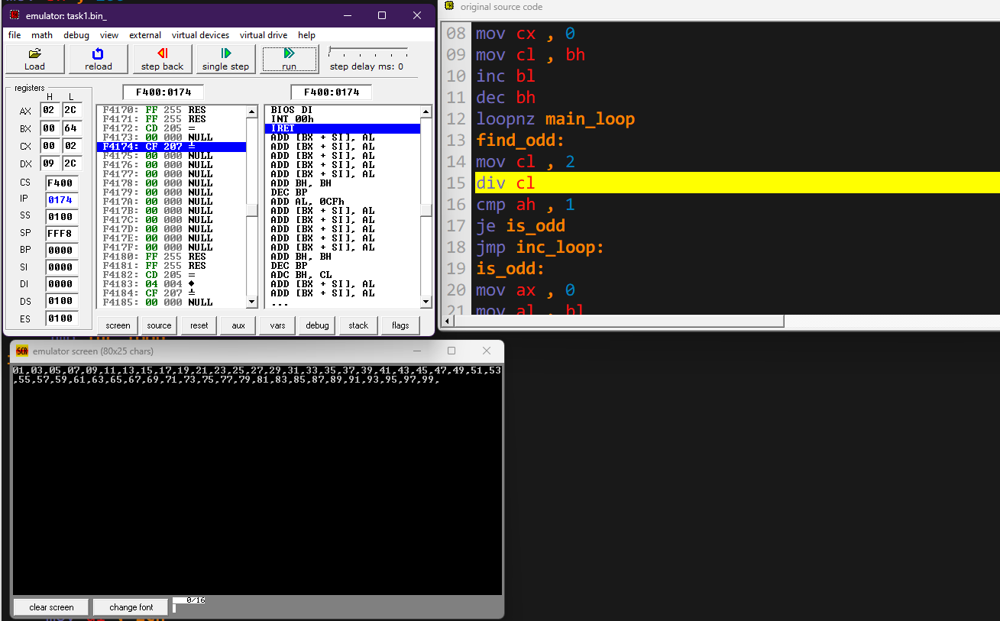 emulator: task1.bin_
file math debug view external virtual devices virtual drive help
Load reload step back single step run step delay ms: 0
registers F400:0174 F400:0174
H L
AX 02 2C
BX 00 64
CX 00 02
DX 09 2C
CS F400
IP 0174
SS 0100
SP FFF8
BP 0000
SI 0000
DI 0000
DS 0100
ES 0100
F4170: FF 255 RES
F4171: FF 255 RES
F4172: CD 205 =
F4173: 00 000 NULL
F4174: CF 207 ╧
F4175: 00 000 NULL
F4176: 00 000 NULL
F4177: 00 000 NULL
F4178: 00 000 NULL
F4179: 00 000 NULL
F417A: 00 000 NULL
F417B: 00 000 NULL
F417C: 00 000 NULL
F417D: 00 000 NULL
F417E: 00 000 NULL
F417F: 00 000 NULL
F4180: FF 255 RES
F4181: FF 255 RES
F4182: CD 205 =
F4183: 04 004 ♦
F4184: CF 207 ╧
F4185: 00 000 NULL
BIOS DI
INT 00h
IRET
ADD [BX + SI], AL
ADD [BX + SI], AL
ADD [BX + SI], AL
ADD [BX + SI], AL
ADD [BX + SI], AL
ADD BH, BH
DEC BP
ADD AL, 0CFh
ADD [BX + SI], AL
ADD [BX + SI], AL
ADD [BX + SI], AL
ADD [BX + SI], AL
ADD [BX + SI], AL
ADD BH, BH
DEC BP
ADC BH, CL
ADD [BX + SI], AL
ADD [BX + SI], AL
...
screen source reset aux vars debug stack flags
original source code
08 mov cx , 0
09 mov cl , bh
10 inc bl
11 dec bh
12 loopnz main_loop
13 find_odd:
14 mov cl , 2
15 div cl
16 cmp ah , 1
17 je is_odd
18 jmp inc_loop:
19 is_odd:
20 mov ax , 0
21 mov al , bl
emulator screen (80x25 chars)
01,03,05,07,09,11,13,15,17,19,21,23,25,27,29,31,33,35,37,39,41,43,45,47,49,51,53
,55,57,59,61,63,65,67,69,71,73,75,77,79,81,83,85,87,89,91,93,95,97,99,
clear screen change font 0/16